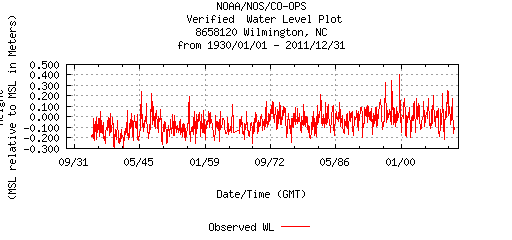 NOAA/NOS/CO-OPS
Verified Water Level Plot
8658120 Wilmington, NC
from 1930/01/01 - 2011/12/31
Height
(MSL relative to MSL in Meters)
0.500
0.400
0.300
0.200
0.100
0.000
-0.100
-0.200
-0.300
09/31 05/45 01/59 09/72 05/86 01/00
Date/Time (GMT)
Observed WL